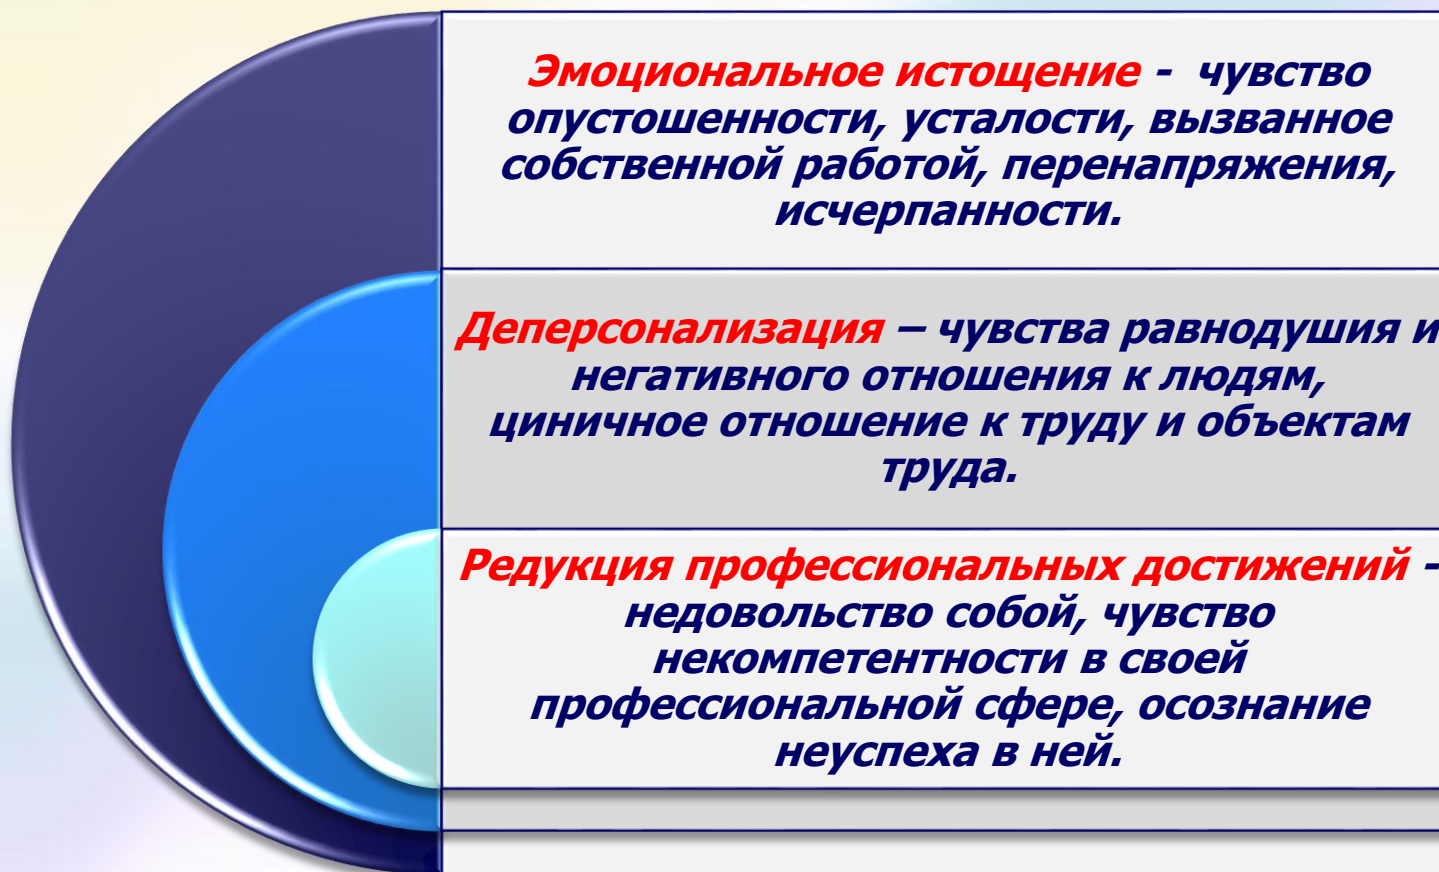 Эмоциональное истощение - чувство
опустошенности, усталости, вызванное
собственной работой, перенапряжения,
исчерпанности.
Деперсонализация – чувства равнодушия и
негативного отношения к людям,
циничное отношение к труду и объектам
труда.
Редукция профессиональных достижений -
недовольство собой, чувство
некомпетентности в своей
профессиональной сфере, осознание
неуспеха в ней.